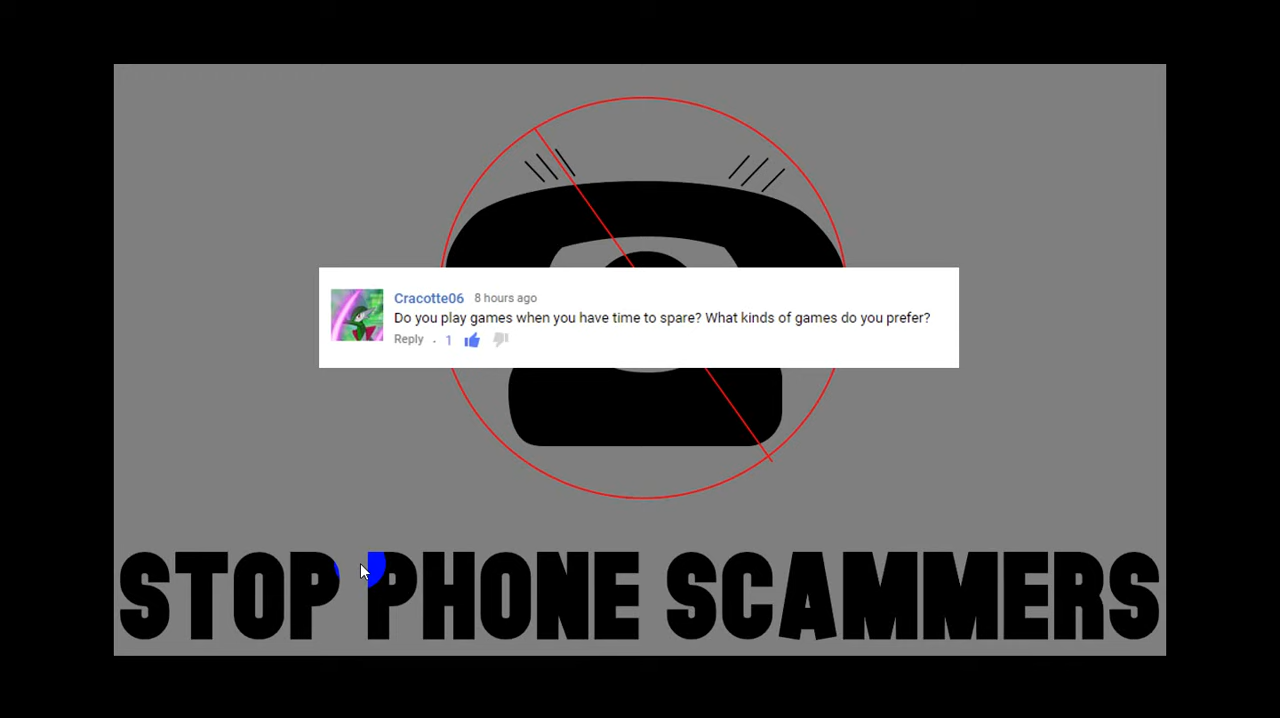 Cracotte06 8 hours ago
Do you play games when you have time to spare? What kinds of games do you prefer?
Reply . 1
STOP PHONE SCAMMERS